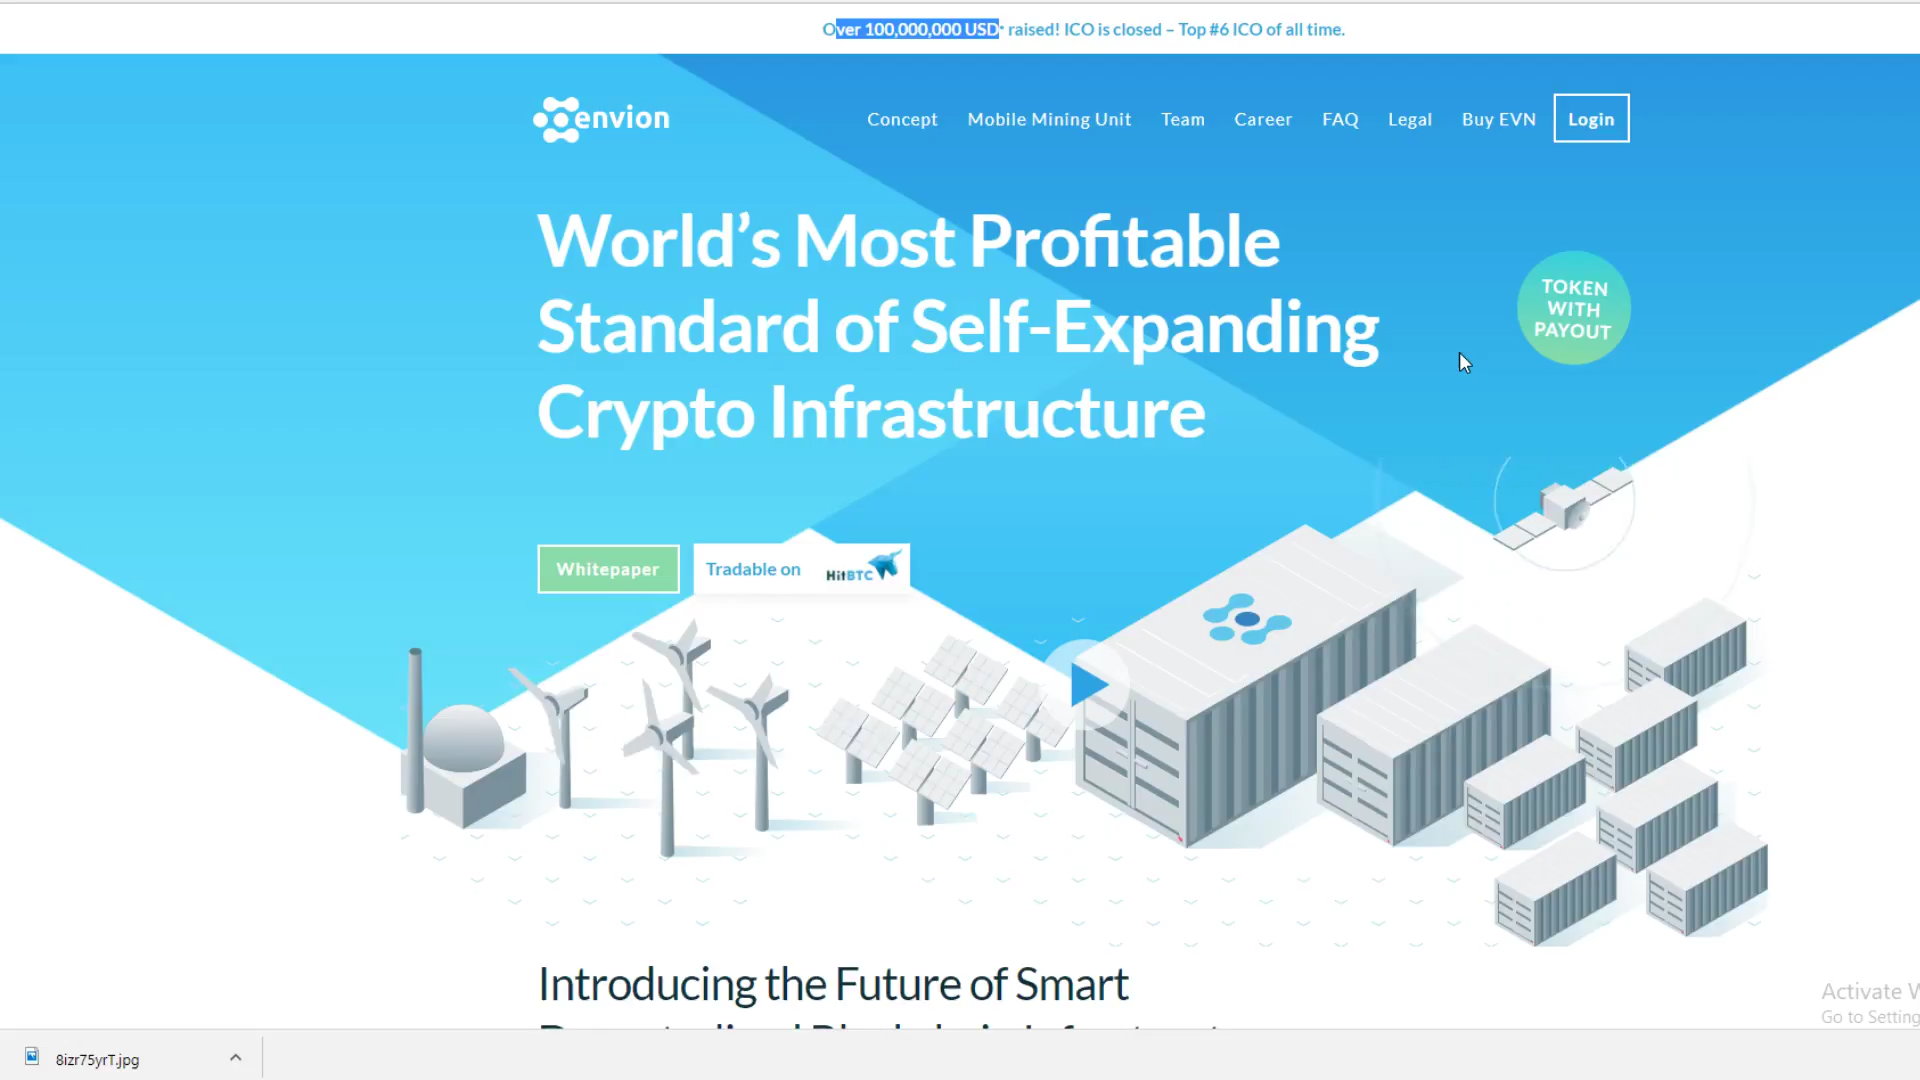 Over 100,000,000 USD* raised! ICO is closed – Top #6 ICO of all time.
envion
Concept Mobile Mining Unit Team Career FAQ Legal Buy EVN Login
World’s Most Profitable
Standard of Self-Expanding
Crypto Infrastructure
TOKEN
WITH
PAYOUT
Whitepaper
Tradable on HitBTC
Introducing the Future of Smart
Activate W
Go to Setting
8izr75yrT.jpg